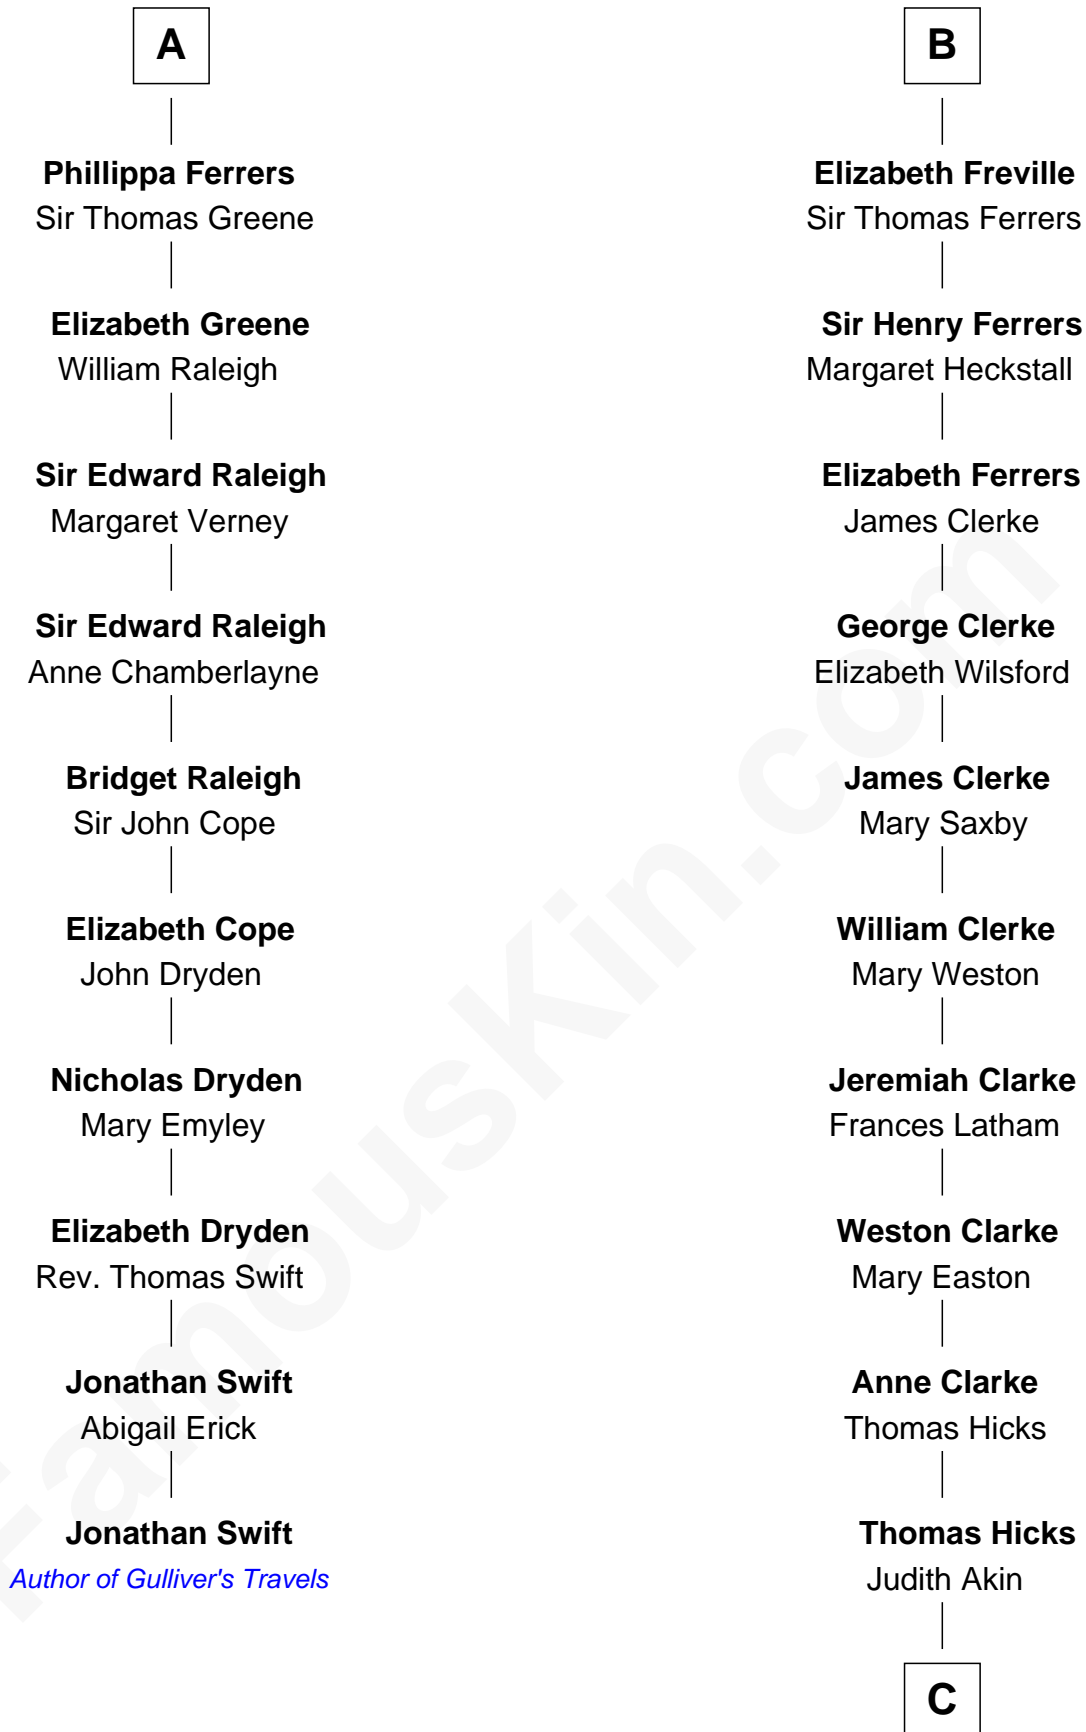 A
Phillippa Ferrers
Sir Thomas Greene
Elizabeth Greene
William Raleigh
Sir Edward Raleigh
Margaret Verney
Sir Edward Raleigh
Anne Chamberlayne
Bridget Raleigh
Sir John Cope
Elizabeth Cope
John Dryden
Nicholas Dryden
Mary Emyley
Elizabeth Dryden
Rev. Thomas Swift
Jonathan Swift
Abigail Erick
Jonathan Swift
Author of Gulliver's Travels
B
Elizabeth Freville
Sir Thomas Ferrers
Sir Henry Ferrers
Margaret Heckstall
Elizabeth Ferrers
James Clerke
George Clerke
Elizabeth Wilsford
James Clerke
Mary Saxby
William Clerke
Mary Weston
Jeremiah Clarke
Frances Latham
Weston Clarke
Mary Easton
Anne Clarke
Thomas Hicks
Thomas Hicks
Judith Akin
C
FamousKin.com